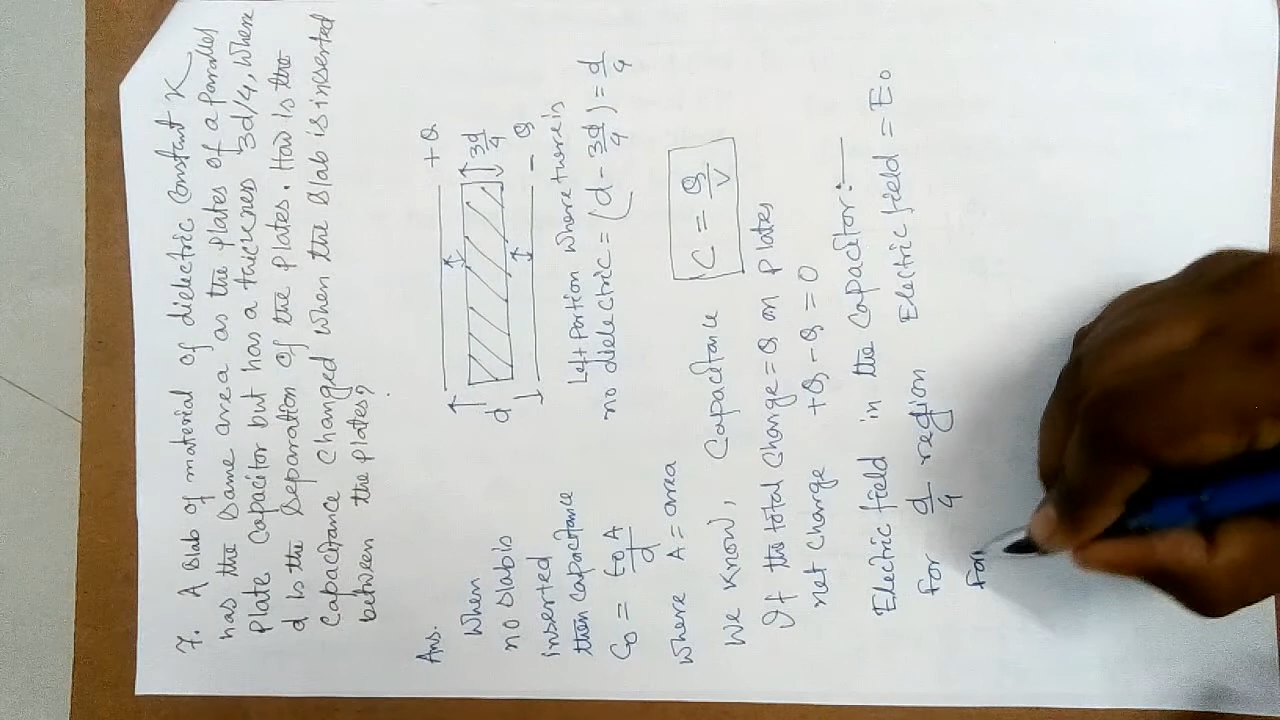 7. A slab of material of dielectric constant K
has the same area as the plates of a parallel
plate capacitor but has a thickness 3d/4, where
d is the separation of the plates. How is the
capacitance changed when the slab is inserted
between the plates?
Ans.
When
no slab is
inserted
then capacitance
C₀ = ε₀A/d
where A = area
+Q
d
3d/4
- Q
Left portion where there is
no dielectric = (d - 3d/4) = d/4
We know, capacitance C = Q/V
If the total charge = Q on plates
net charge +Q - Q = 0
Electric field in the capacitor:-
for d/4 region Electric field = E₀
For